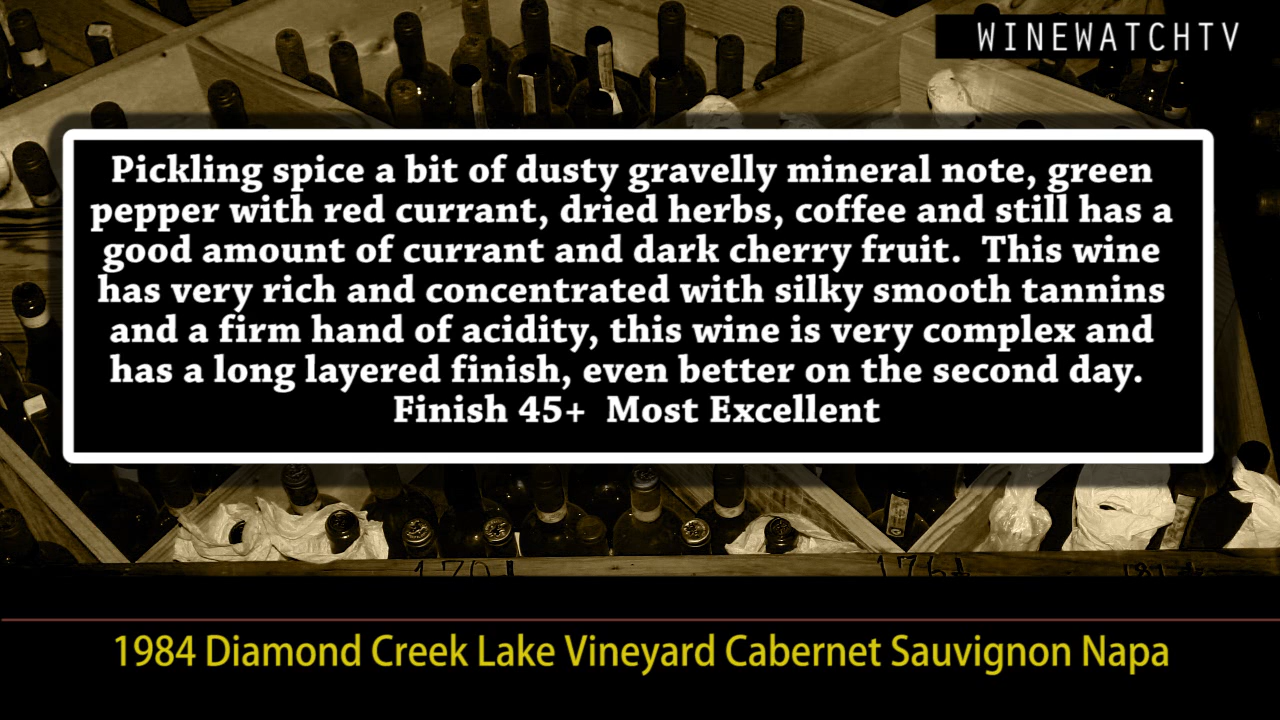 WINEWATCHTV
Pickling spice a bit of dusty gravelly mineral note, green
pepper with red currant, dried herbs, coffee and still has a
good amount of currant and dark cherry fruit.  This wine
has very rich and concentrated with silky smooth tannins
and a firm hand of acidity, this wine is very complex and
has a long layered finish, even better on the second day.
Finish 45+  Most Excellent
1984 Diamond Creek Lake Vineyard Cabernet Sauvignon Napa